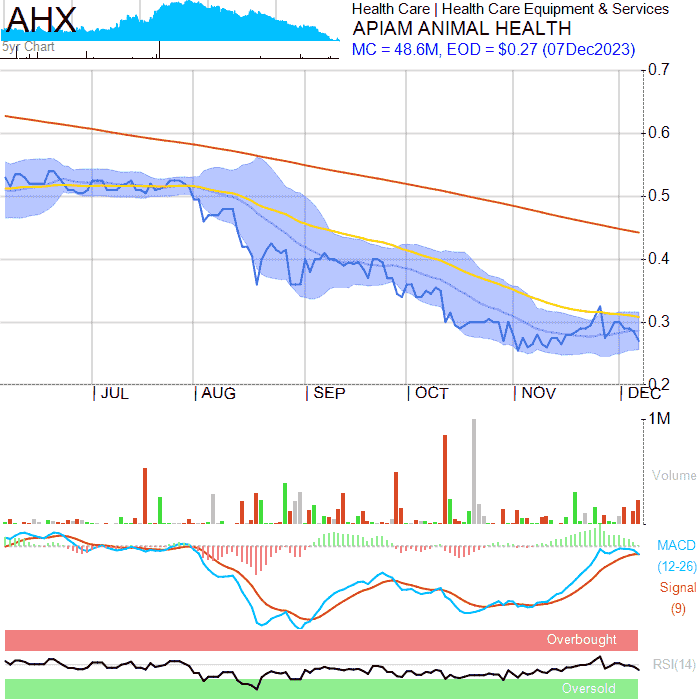 AHX
5yr Chart
Health Care | Health Care Equipment & Services
APIAM ANIMAL HEALTH
MC = 48.6M, EOD = $0.27 (07Dec2023)
0.7
0.6
0.5
0.4
0.3
0.2
JUL AUG SEP OCT NOV DEC
1M
Volume
MACD
(12-26)
Signal
(9)
Overbought
RSI(14)
Oversold